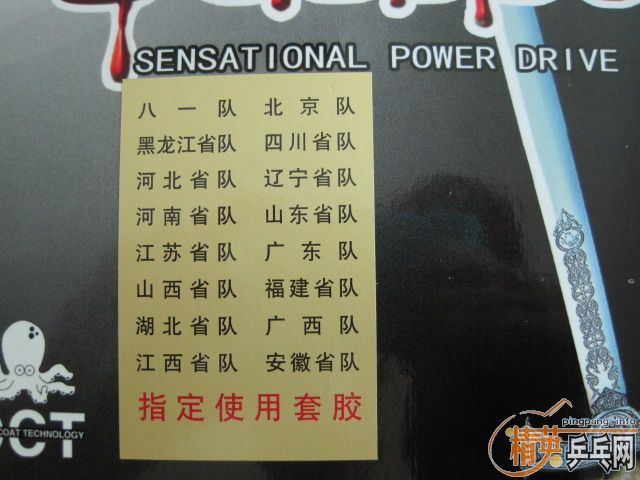 SENSATIONAL POWER DRIVE
八一队 北京队
黑龙江省队 四川省队
河北省队 辽宁省队
河南省队 山东省队
江苏省队 广东队
山西省队 福建省队
湖北省队 广西队
江西省队 安徽省队
指定使用套胶
CT
COAT TECHNOLOGY
pingpang.info
精英乒乓网